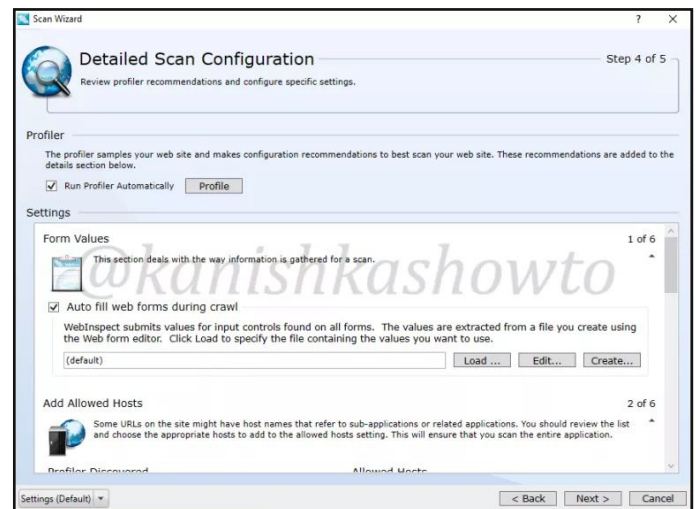 Scan Wizard
? X
Detailed Scan Configuration
Step 4 of 5
Review profiler recommendations and configure specific settings.
Profiler
The profiler samples your web site and makes configuration recommendations to best scan your web site. These recommendations are added to the
details section below.
Run Profiler Automatically
Profile
Settings
Form Values
1 of 6
This section deals with the way information is gathered for a scan.
@kanishkashowto
Auto fill web forms during crawl
WebInspect submits values for input controls found on all forms. The values are extracted from a file you create using
the Web form editor. Click Load to specify the file containing the values you want to use.
(default)
Load ...
Edit...
Create...
Add Allowed Hosts
2 of 6
Some URLs on the site might have host names that refer to sub-applications or related applications. You should review the list
and choose the appropriate hosts to add to the allowed hosts setting. This will ensure that you scan the entire application.
Profiler Discovered
Allowed Hosts
Settings (Default)
< Back
Next >
Cancel